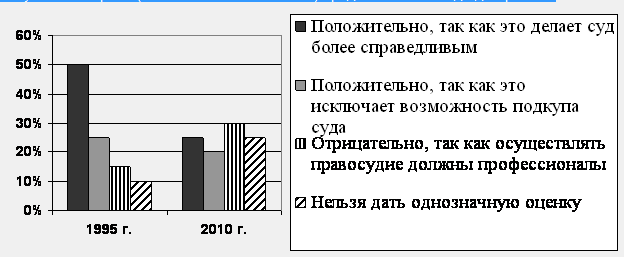 60%
50%
40%
30%
20%
10%
0%
1995 г.
2010 г.
Положительно, так как это делает суд
более справедливым
Положительно, так как это
исключает возможность подкупа
суда
Отрицательно, так как осуществлять
правосудие должны профессионалы
Нельзя дать однозначную оценку